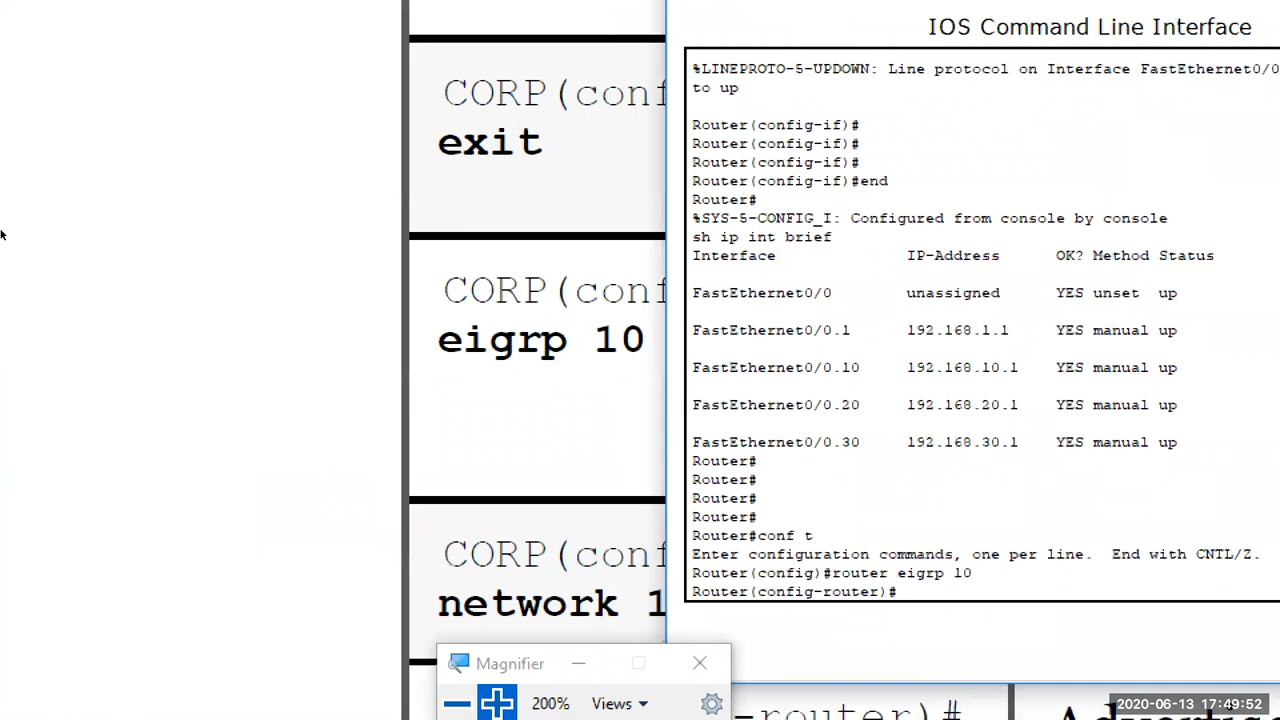 CORP(conf
exit
CORP(conf
eigrp 10
CORP(conf
network 1
IOS Command Line Interface
%LINEPROTO-5-UPDOWN: Line protocol on Interface FastEthernet0/0
to up
Router(config-if)#
Router(config-if)#
Router(config-if)#
Router(config-if)#end
Router#
%SYS-5-CONFIG_I: Configured from console by console
sh ip int brief
Interface IP-Address OK? Method Status
FastEthernet0/0 unassigned YES unset up
FastEthernet0/0.1 192.168.1.1 YES manual up
FastEthernet0/0.10 192.168.10.1 YES manual up
FastEthernet0/0.20 192.168.20.1 YES manual up
FastEthernet0/0.30 192.168.30.1 YES manual up
Router#
Router#
Router#
Router#
Router#conf t
Enter configuration commands, one per line. End with CNTL/Z.
Router(config)#router eigrp 10
Router(config-router)#
Magnifier
200% Views
-router)#
2020-06-13 17:49:52